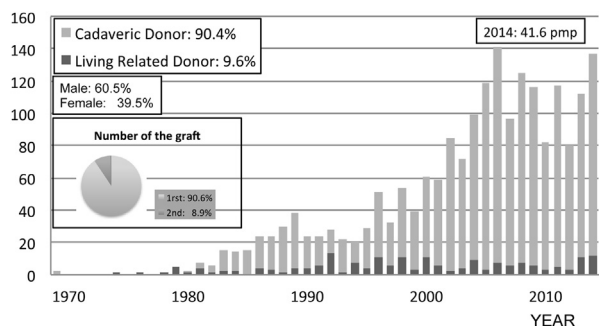 160
140
120
100
80
60
40
20
0
Cadaveric Donor: 90.4%
Living Related Donor: 9.6%
Male: 60.5%
Female: 39.5%
Number of the graft
1rst: 90.6%
2nd: 8.9%
2014: 41.6 pmp
1970 1980 1990 2000 2010
YEAR